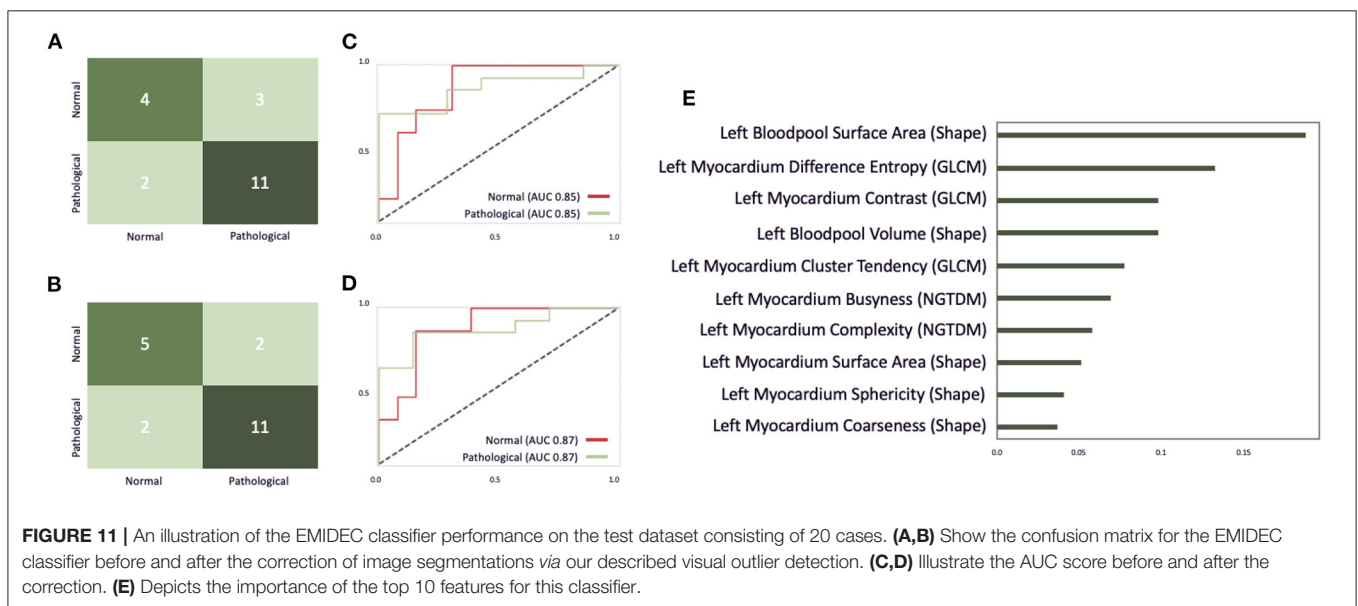 A
Normal
4
3
Pathological
2
11
Normal
Pathological
B
Normal
5
2
Pathological
2
11
Normal
Pathological
C
1.0
0.5
Normal (AUC 0.85)
Pathological (AUC 0.85)
0.0
0.5
1.0
D
1.0
0.5
Normal (AUC 0.87)
Pathological (AUC 0.87)
0.0
0.5
1.0
E
Left Bloodpool Surface Area (Shape)
Left Myocardium Difference Entropy (GLCM)
Left Myocardium Contrast (GLCM)
Left Bloodpool Volume (Shape)
Left Myocardium Cluster Tendency (GLCM)
Left Myocardium Busyness (NGTDM)
Left Myocardium Complexity (NGTDM)
Left Myocardium Surface Area (Shape)
Left Myocardium Sphericity (Shape)
Left Myocardium Coarseness (Shape)
0.0
0.05
0.1
0.15
FIGURE 11 | An illustration of the EMIDEC classifier performance on the test dataset consisting of 20 cases. (A,B) Show the confusion matrix for the EMIDEC
classifier before and after the correction of image segmentations via our described visual outlier detection. (C,D) Illustrate the AUC score before and after the
correction. (E) Depicts the importance of the top 10 features for this classifier.